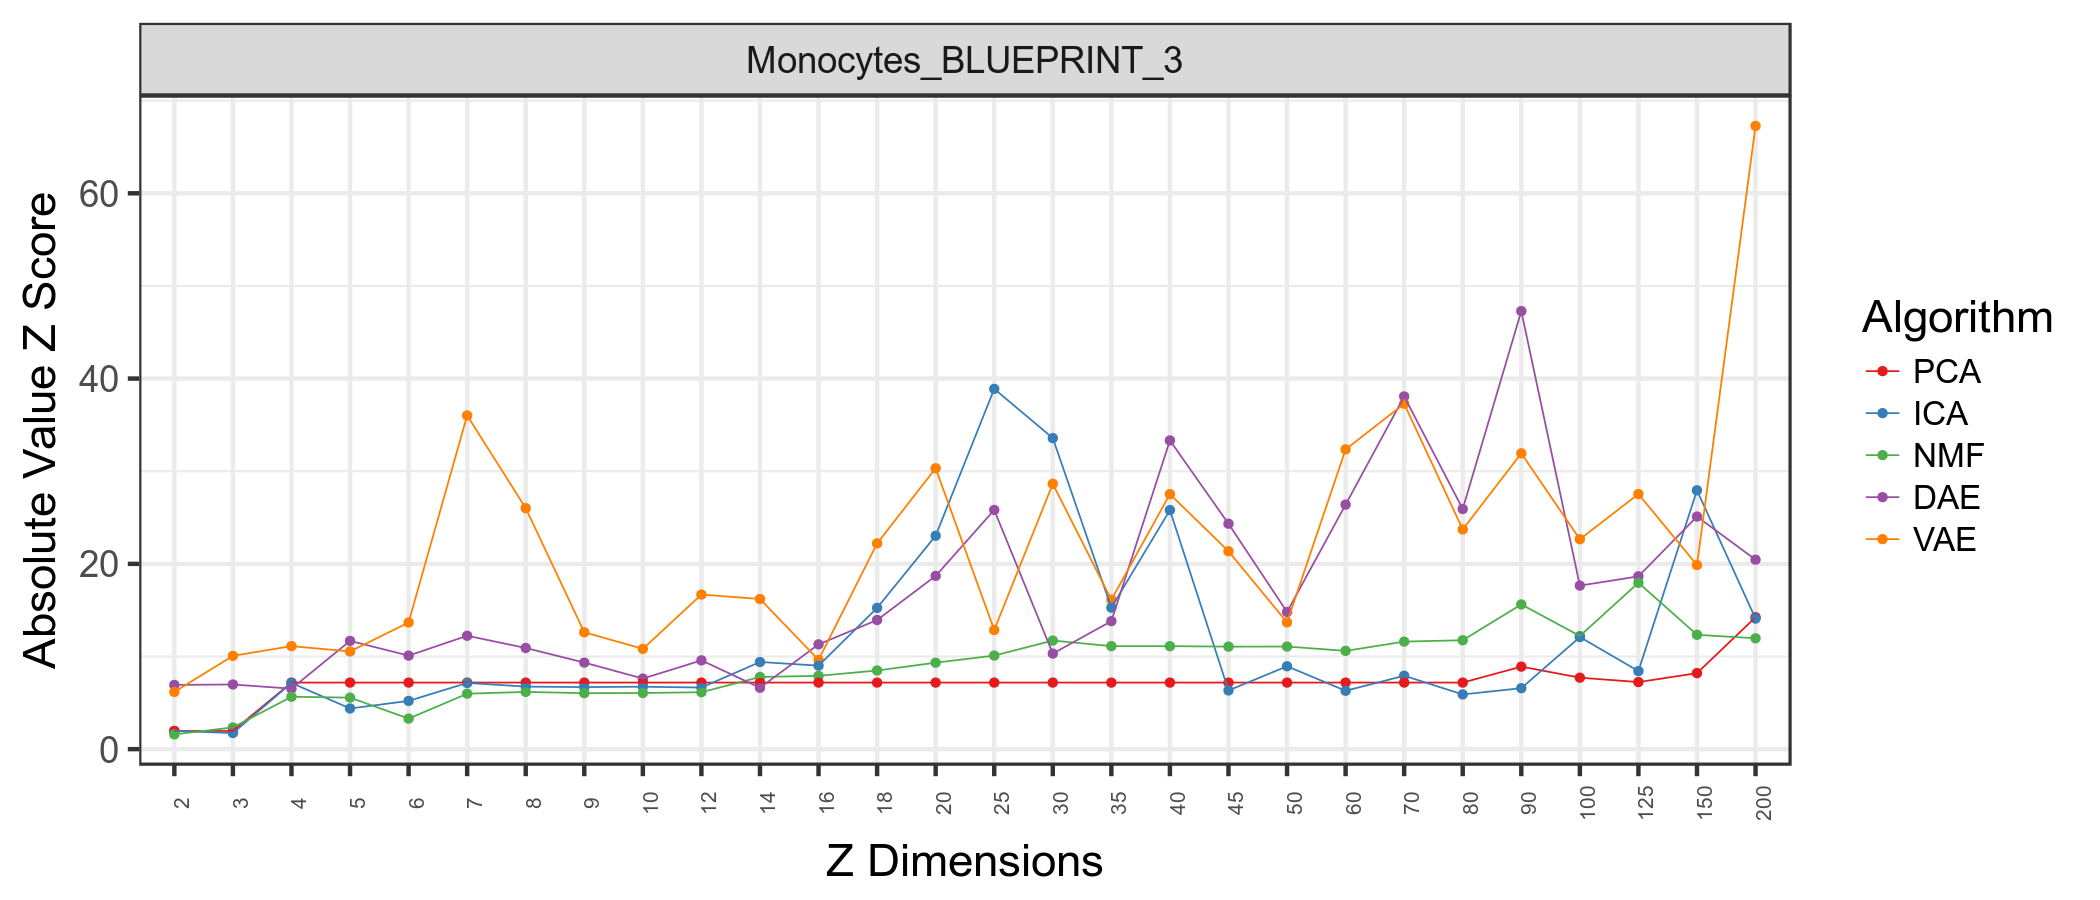 Monocytes_BLUEPRINT_3
Absolute Value Z Score
60
40
20
0
2 3 4 5 6 7 8 9 10 12 14 16 18 20 25 30 35 40 45 50 60 70 80 90 100 125 150 200
Z Dimensions
Algorithm
PCA
ICA
NMF
DAE
VAE